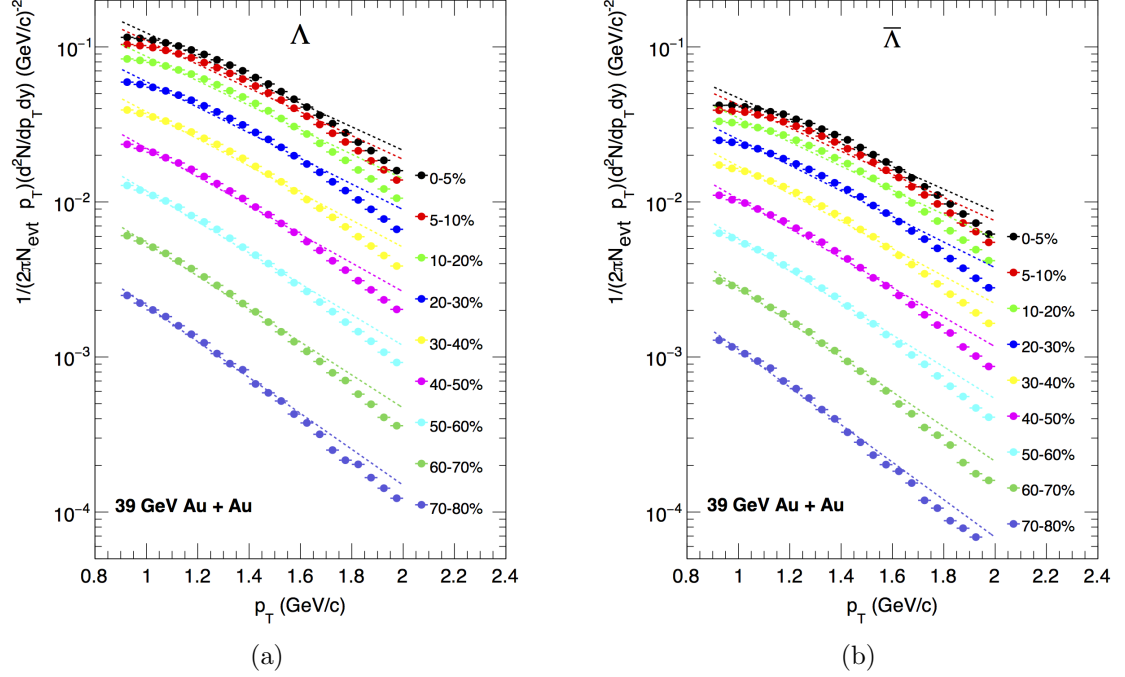 Λ
1/(2πN_evt p_T)(d²N/dp_Tdy) (GeV/c)⁻²
10⁻¹
10⁻²
10⁻³
10⁻⁴
0-5%
5-10%
10-20%
20-30%
30-40%
40-50%
50-60%
60-70%
70-80%
39 GeV Au + Au
0.8 1 1.2 1.4 1.6 1.8 2 2.2 2.4
p_T (GeV/c)
(a)
Λ̅
1/(2πN_evt p_T)(d²N/dp_Tdy) (GeV/c)⁻²
10⁻¹
10⁻²
10⁻³
10⁻⁴
0-5%
5-10%
10-20%
20-30%
30-40%
40-50%
50-60%
60-70%
70-80%
39 GeV Au + Au
0.8 1 1.2 1.4 1.6 1.8 2 2.2 2.4
p_T (GeV/c)
(b)